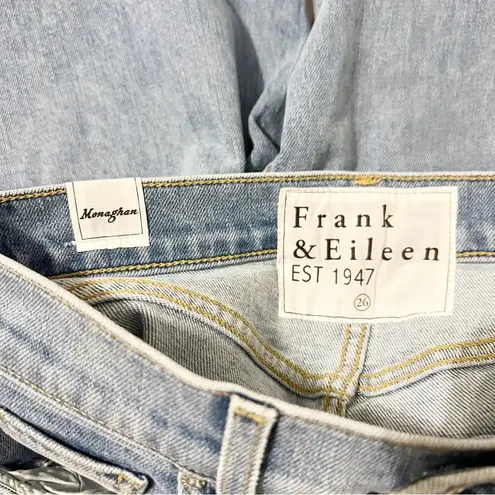 Monaghan
Frank
& Eileen
EST 1947
26